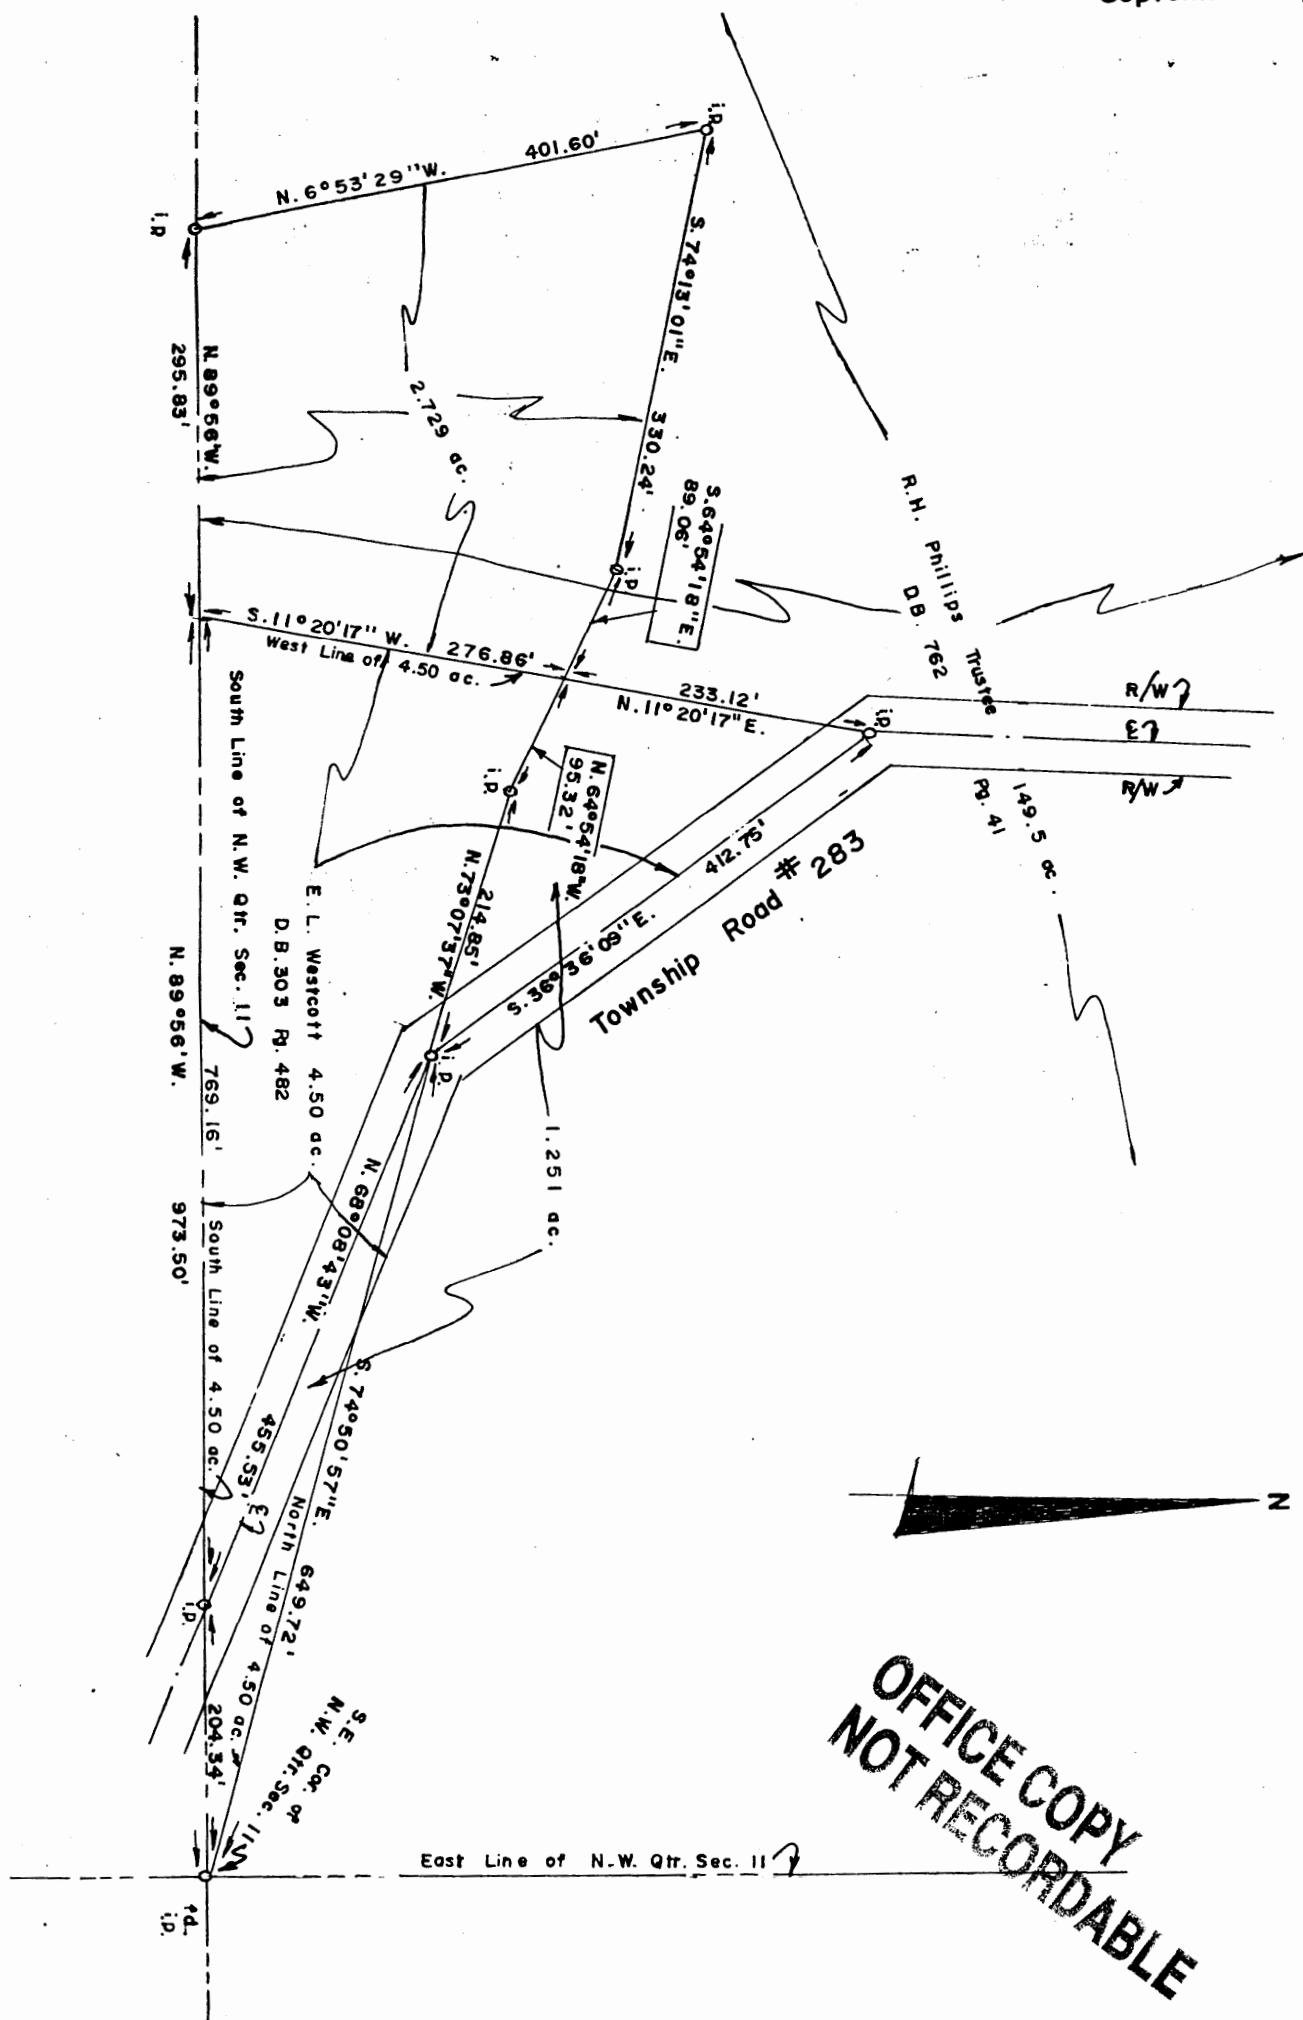 i.p.
401.60'
N. 6°53'29"W.
i.p.
S. 74°13'01"E.
330.24'
N. 89°56'W.
295.83'
2.729 ac.
S. 64°54'18"E.
89.06'
i.p.
R.H. Phillips Trustee
D.B. 762 Pg. 41
149.5 ac.
S. 11°20'17" W.
276.86'
West Line of 4.50 ac.
233.12'
N. 11°20'17"E.
i.p.
R/W
R/W
N. 64°54'18"W.
95.32'
i.p.
412.75'
S. 36°36'09"E.
Township Road # 283
214.85'
N. 73°07'37"W.
i.p.
South Line of N.W. Qtr. Sec. 11
E. L. Westcott 4.50 ac.
D.B. 303 Pg. 482
N. 89°56'W.
769.16'
973.50'
South Line of 4.50 ac.
1.251 ac.
N. 68°08'43"W.
455.53'
S. 74°50'57"E.
649.72'
North Line of 4.50 ac.
i.p.
204.34'
S.E. Cor. of
N.W. Qtr. Sec. 11
East Line of N.W. Qtr. Sec. 11
fd.
i.p.
N
OFFICE COPY
NOT RECORDABLE